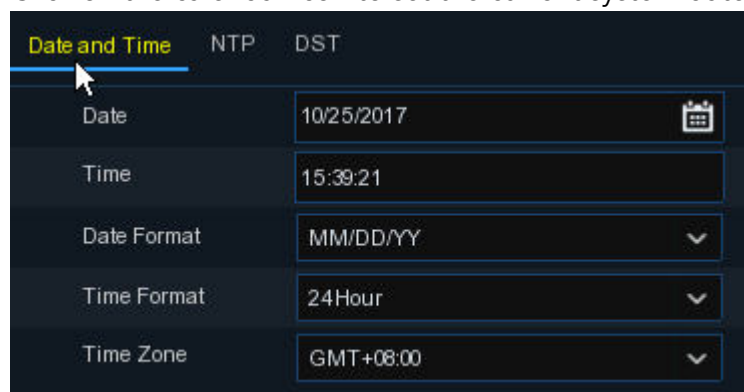 Date and Time NTP DST
Date 10/25/2017
Time 15:39:21
Date Format MM/DD/YY
Time Format 24Hour
Time Zone GMT+08:00